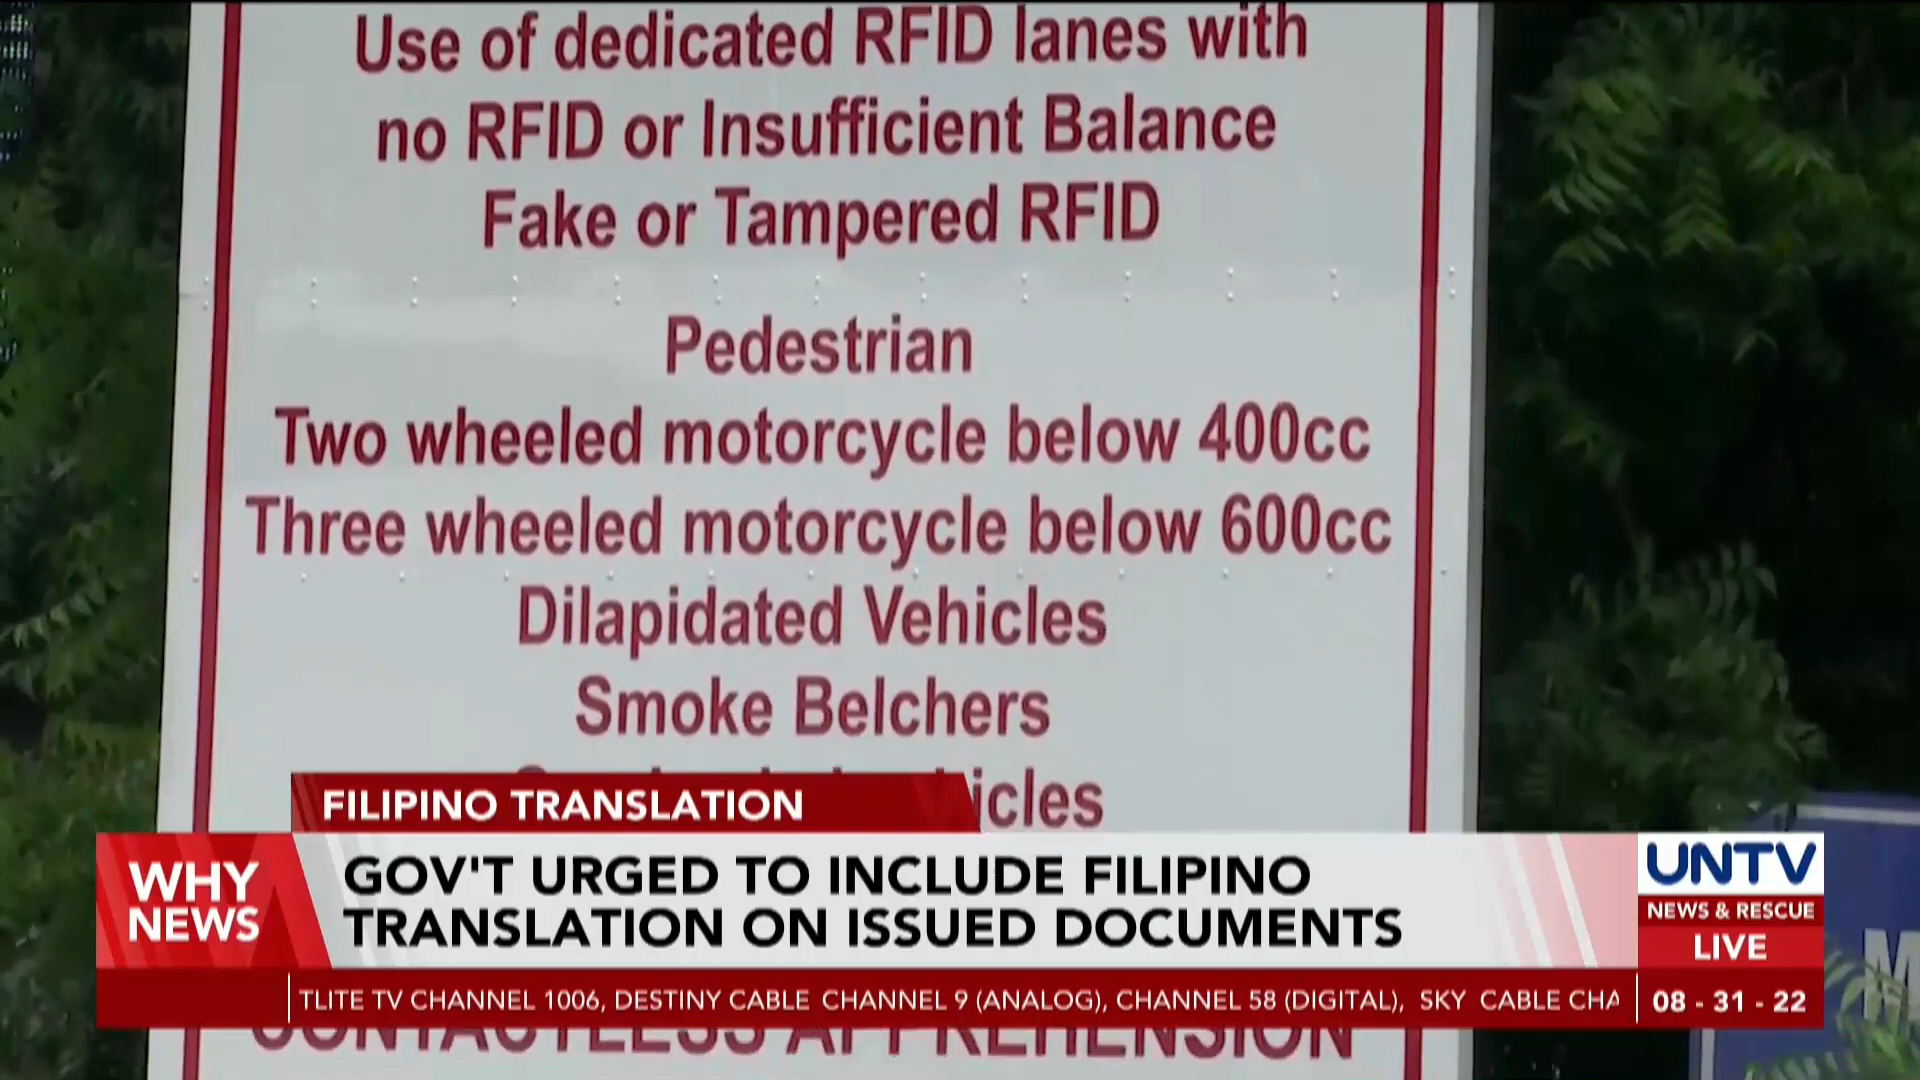 Use of dedicated RFID lanes with
no RFID or Insufficient Balance
Fake or Tampered RFID
Pedestrian
Two wheeled motorcycle below 400cc
Three wheeled motorcycle below 600cc
Dilapidated Vehicles
Smoke Belchers
FILIPINO TRANSLATION
WHY
NEWS
GOV'T URGED TO INCLUDE FILIPINO
TRANSLATION ON ISSUED DOCUMENTS
UNTV
NEWS & RESCUE
LIVE
TLITE TV CHANNEL 1006, DESTINY CABLE CHANNEL 9 (ANALOG), CHANNEL 58 (DIGITAL), SKY CABLE CHA
08 - 31 - 22
CONTACTLESS APPREHENSION